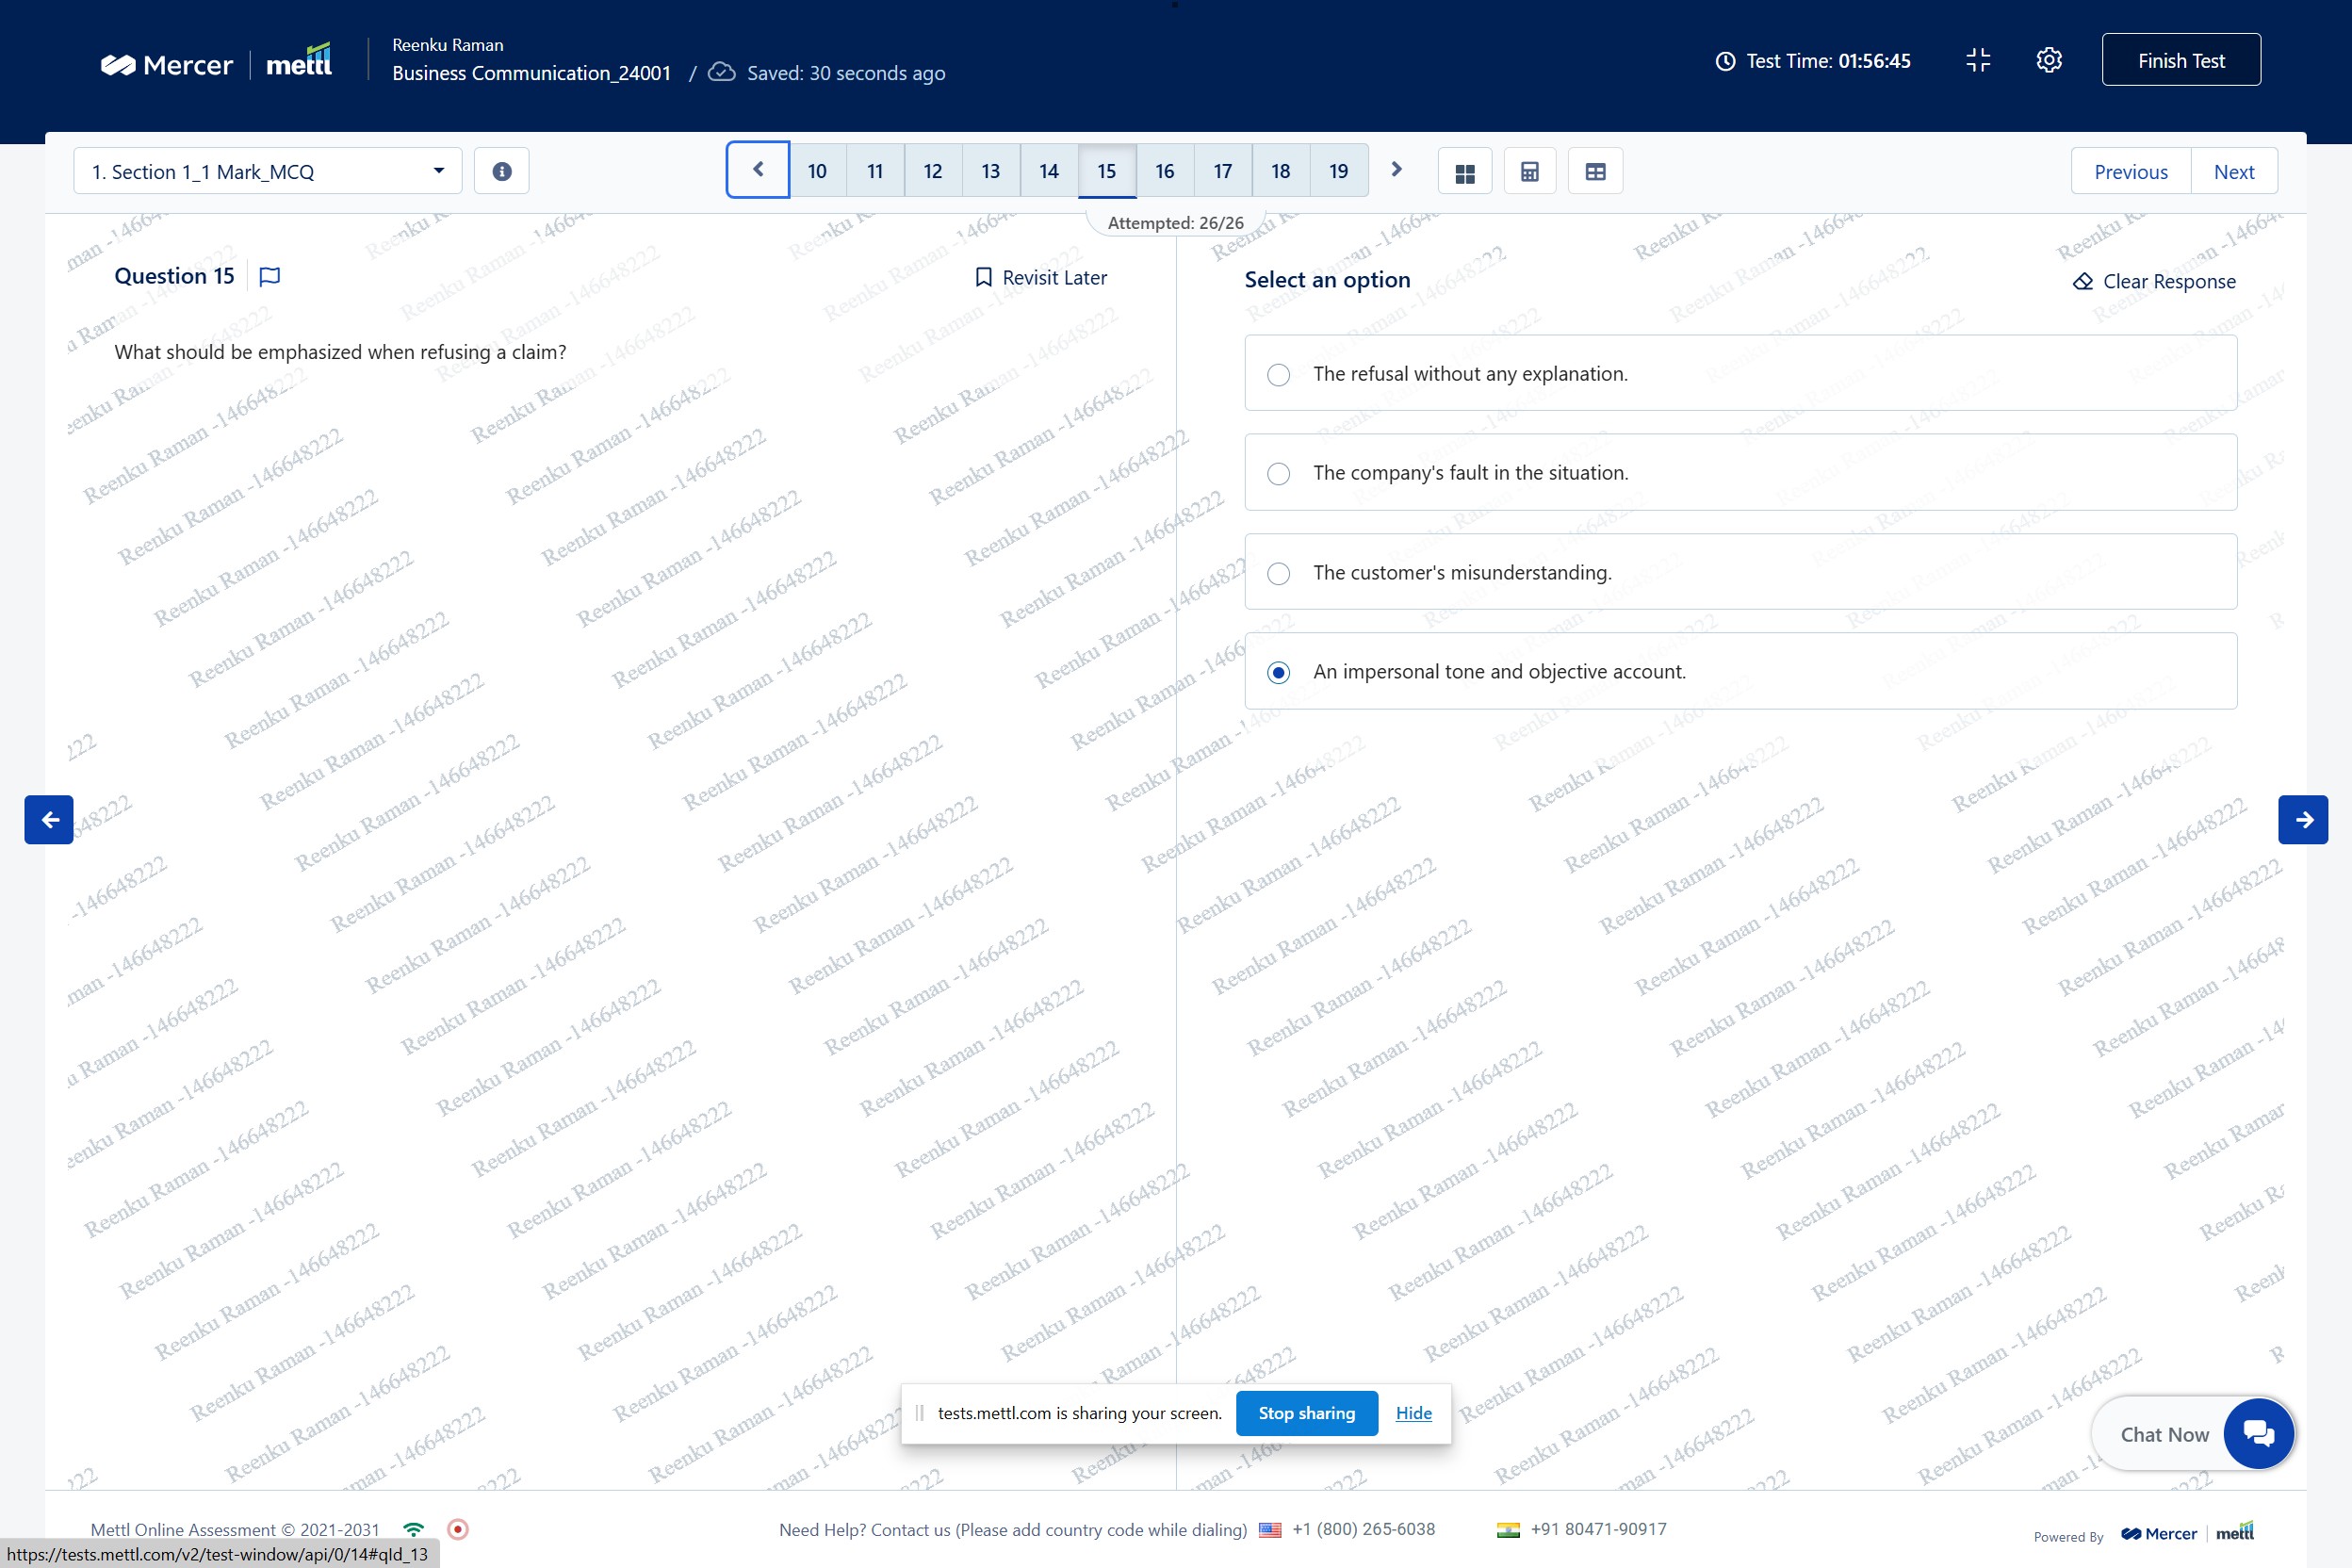 Mercer | mettl
Reenku Raman
Business Communication_24001 / Saved: 30 seconds ago
Test Time: 01:56:45
Finish Test
1. Section 1_1 Mark_MCQ
10 11 12 13 14 15 16 17 18 19
Previous Next
Attempted: 26/26
Question 15
Revisit Later
What should be emphasized when refusing a claim?
Select an option
Clear Response
The refusal without any explanation.
The company's fault in the situation.
The customer's misunderstanding.
An impersonal tone and objective account.
Reenku Raman -146648222
tests.mettl.com is sharing your screen. Stop sharing Hide
Chat Now
Mettl Online Assessment © 2021-2031
Need Help? Contact us (Please add country code while dialing) +1 (800) 265-6038 +91 80471-90917
Powered By Mercer | mettl
https://tests.mettl.com/v2/test-window/api/0/14#qId_13